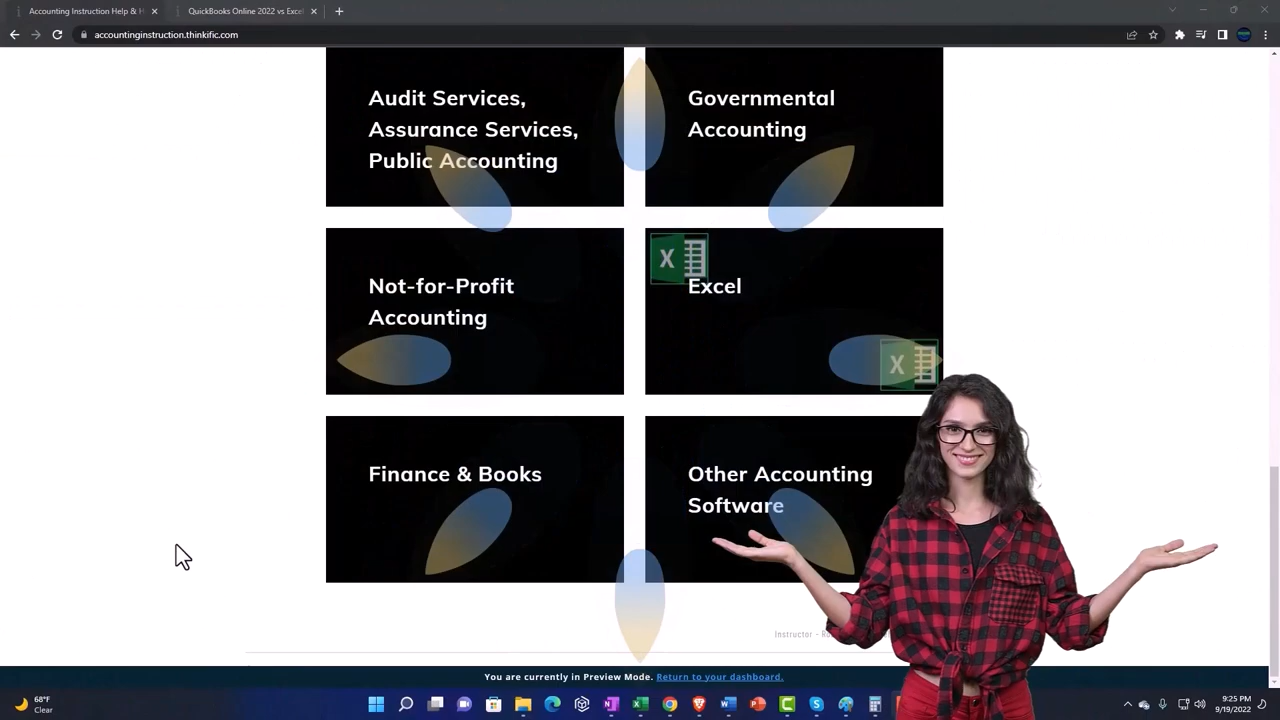 Accounting Instruction Help & H
QuickBooks Online 2022 vs Excel
accountinginstruction.thinkific.com
Audit Services,
Assurance Services,
Public Accounting
Governmental
Accounting
Not-for-Profit
Accounting
X
Excel
X
Finance & Books
Other Accounting
Software
Instructor -
You are currently in Preview Mode. Return to your dashboard.
68°F
Clear
9:25 PM
9/19/2022